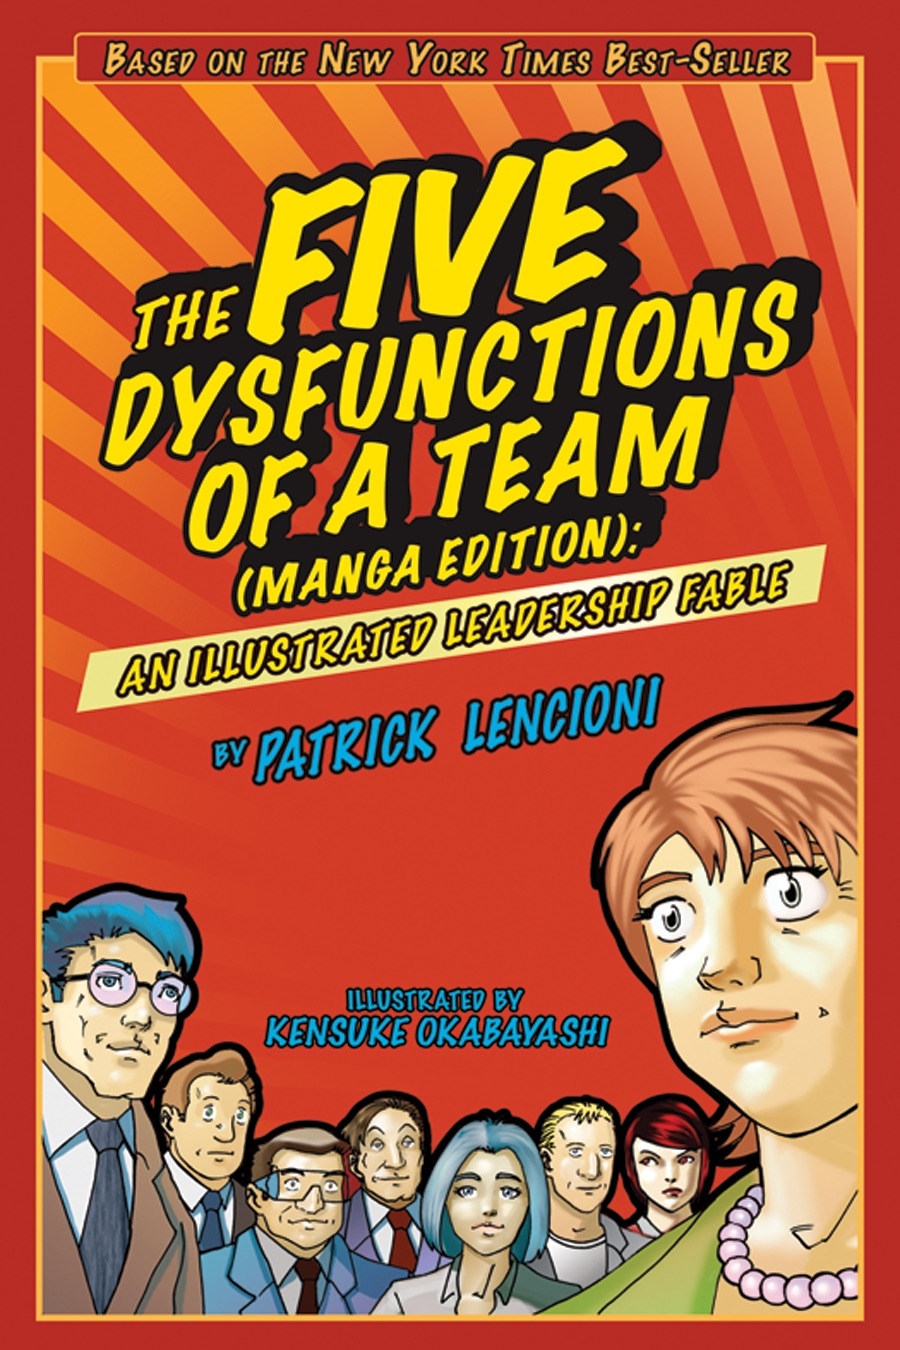 BASED ON THE NEW YORK TIMES BEST-SELLER
THE FIVE
DYSFUNCTIONS
OF A TEAM
(MANGA EDITION):
AN ILLUSTRATED LEADERSHIP FABLE
BY PATRICK LENCIONI
ILLUSTRATED BY
KENSUKE OKABAYASHI